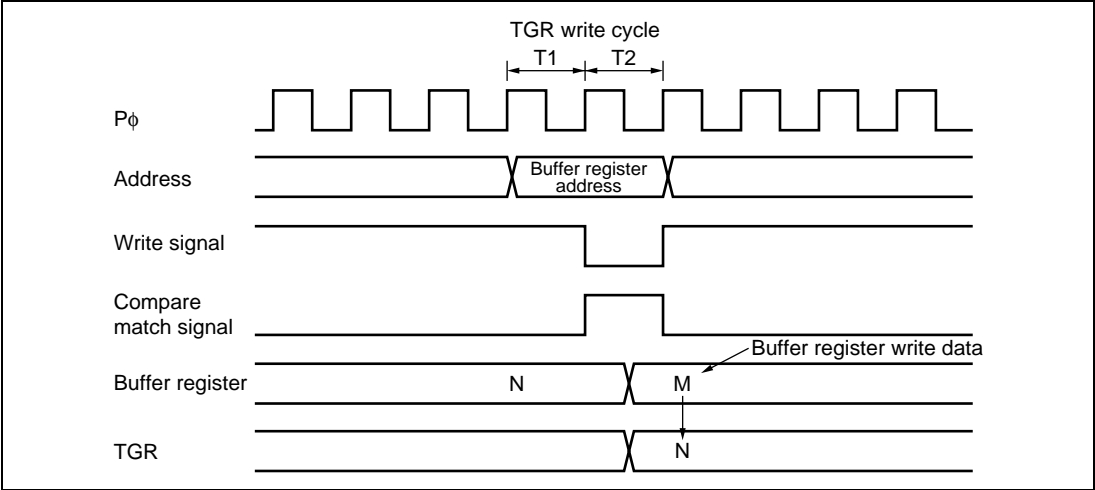 TGR write cycle
T1 T2
Pϕ
Address
Buffer register
address
Write signal
Compare
match signal
Buffer register write data
Buffer register
N M
TGR
N